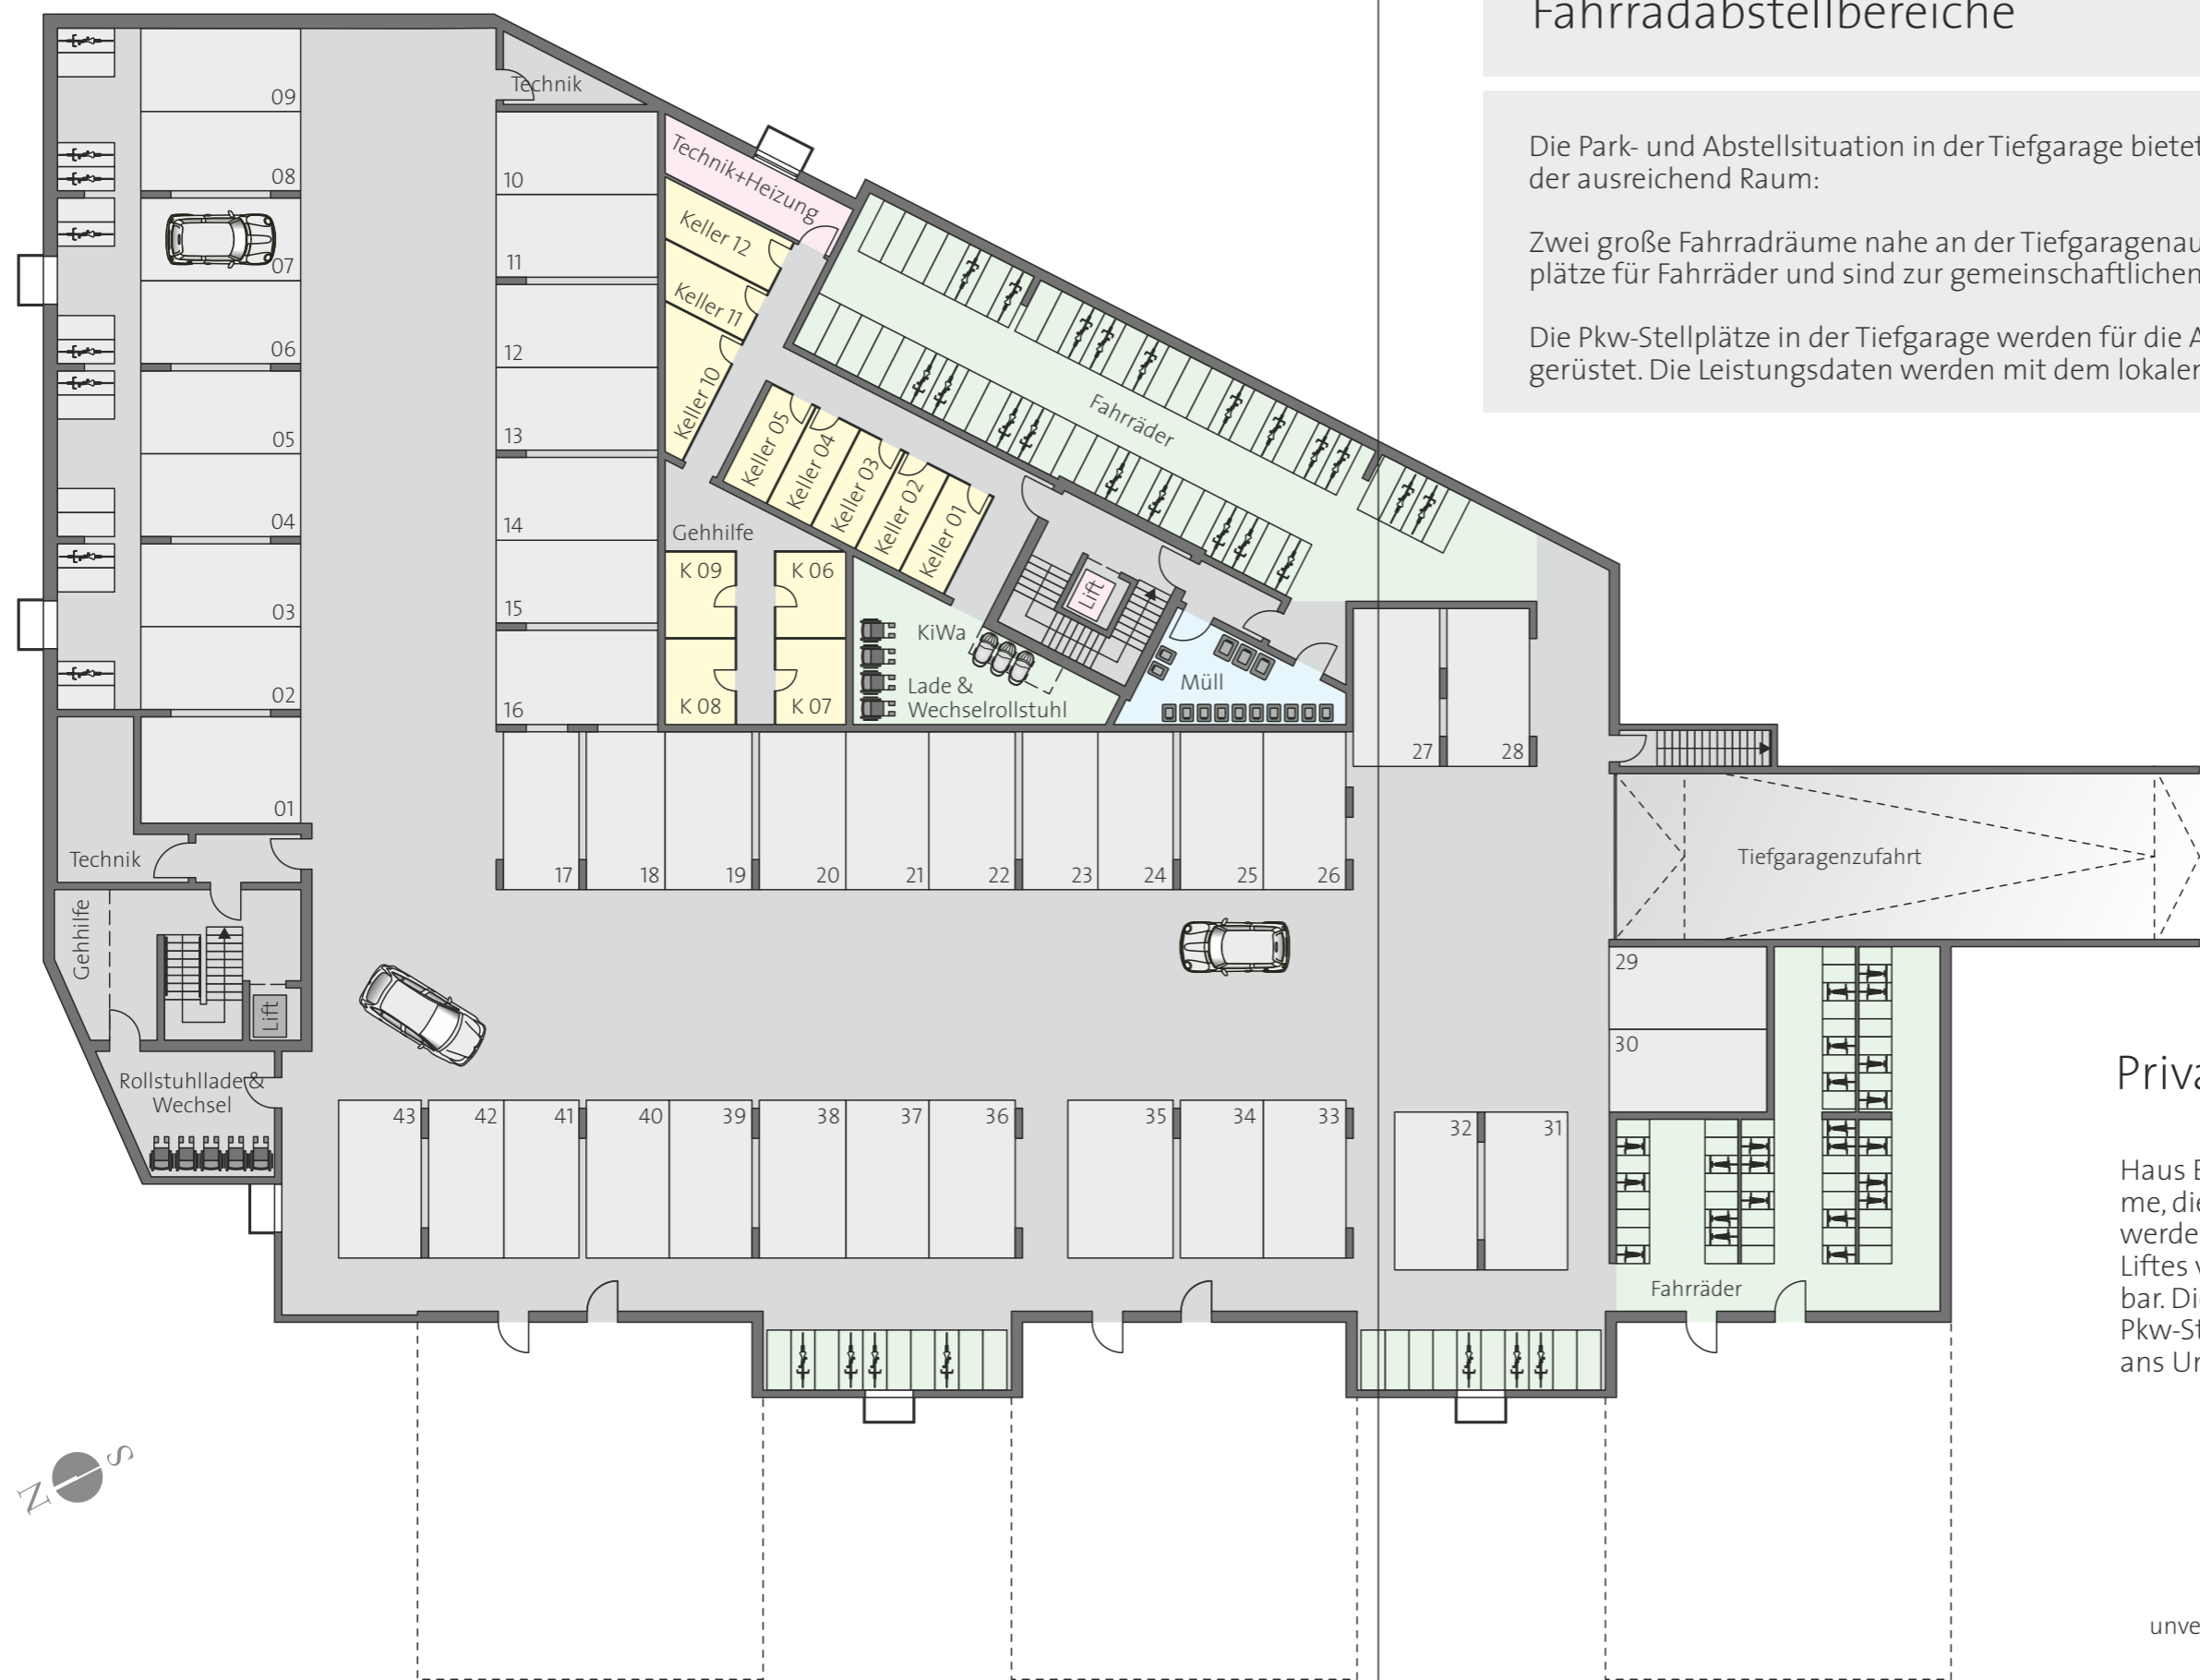 Fahrradabstellbereiche
Die Park- und Abstellsituation in der Tiefgarage bietet
der ausreichend Raum:
Zwei große Fahrradräume nahe an der Tiefgaragenau
plätze für Fahrräder und sind zur gemeinschaftlichen
Die Pkw-Stellplätze in der Tiefgarage werden für die A
gerüstet. Die Leistungsdaten werden mit dem lokalen
09
08
07
06
05
04
03
02
01
Technik
10
11
12
13
14
15
16
Technik+Heizung
Keller 12
Keller 11
Keller 10
Keller 05
Keller 04
Keller 03
Keller 02
Keller 01
Fahrräder
Gehhilfe
K 09
K 06
K 08
K 07
KiWa
Lade &
Wechselrollstuhl
Lift
Müll
27
28
17
18
19
20
21
22
23
24
25
26
Tiefgaragenzufahrt
Technik
Gehhilfe
Lift
Rollstuhllade &
Wechsel
29
30
43
42
41
40
39
38
37
36
35
34
33
32
31
Fahrräder
Priva
Haus E
me, die
werde
Liftes v
bar. Die
Pkw-St
ans Un
N S
unve